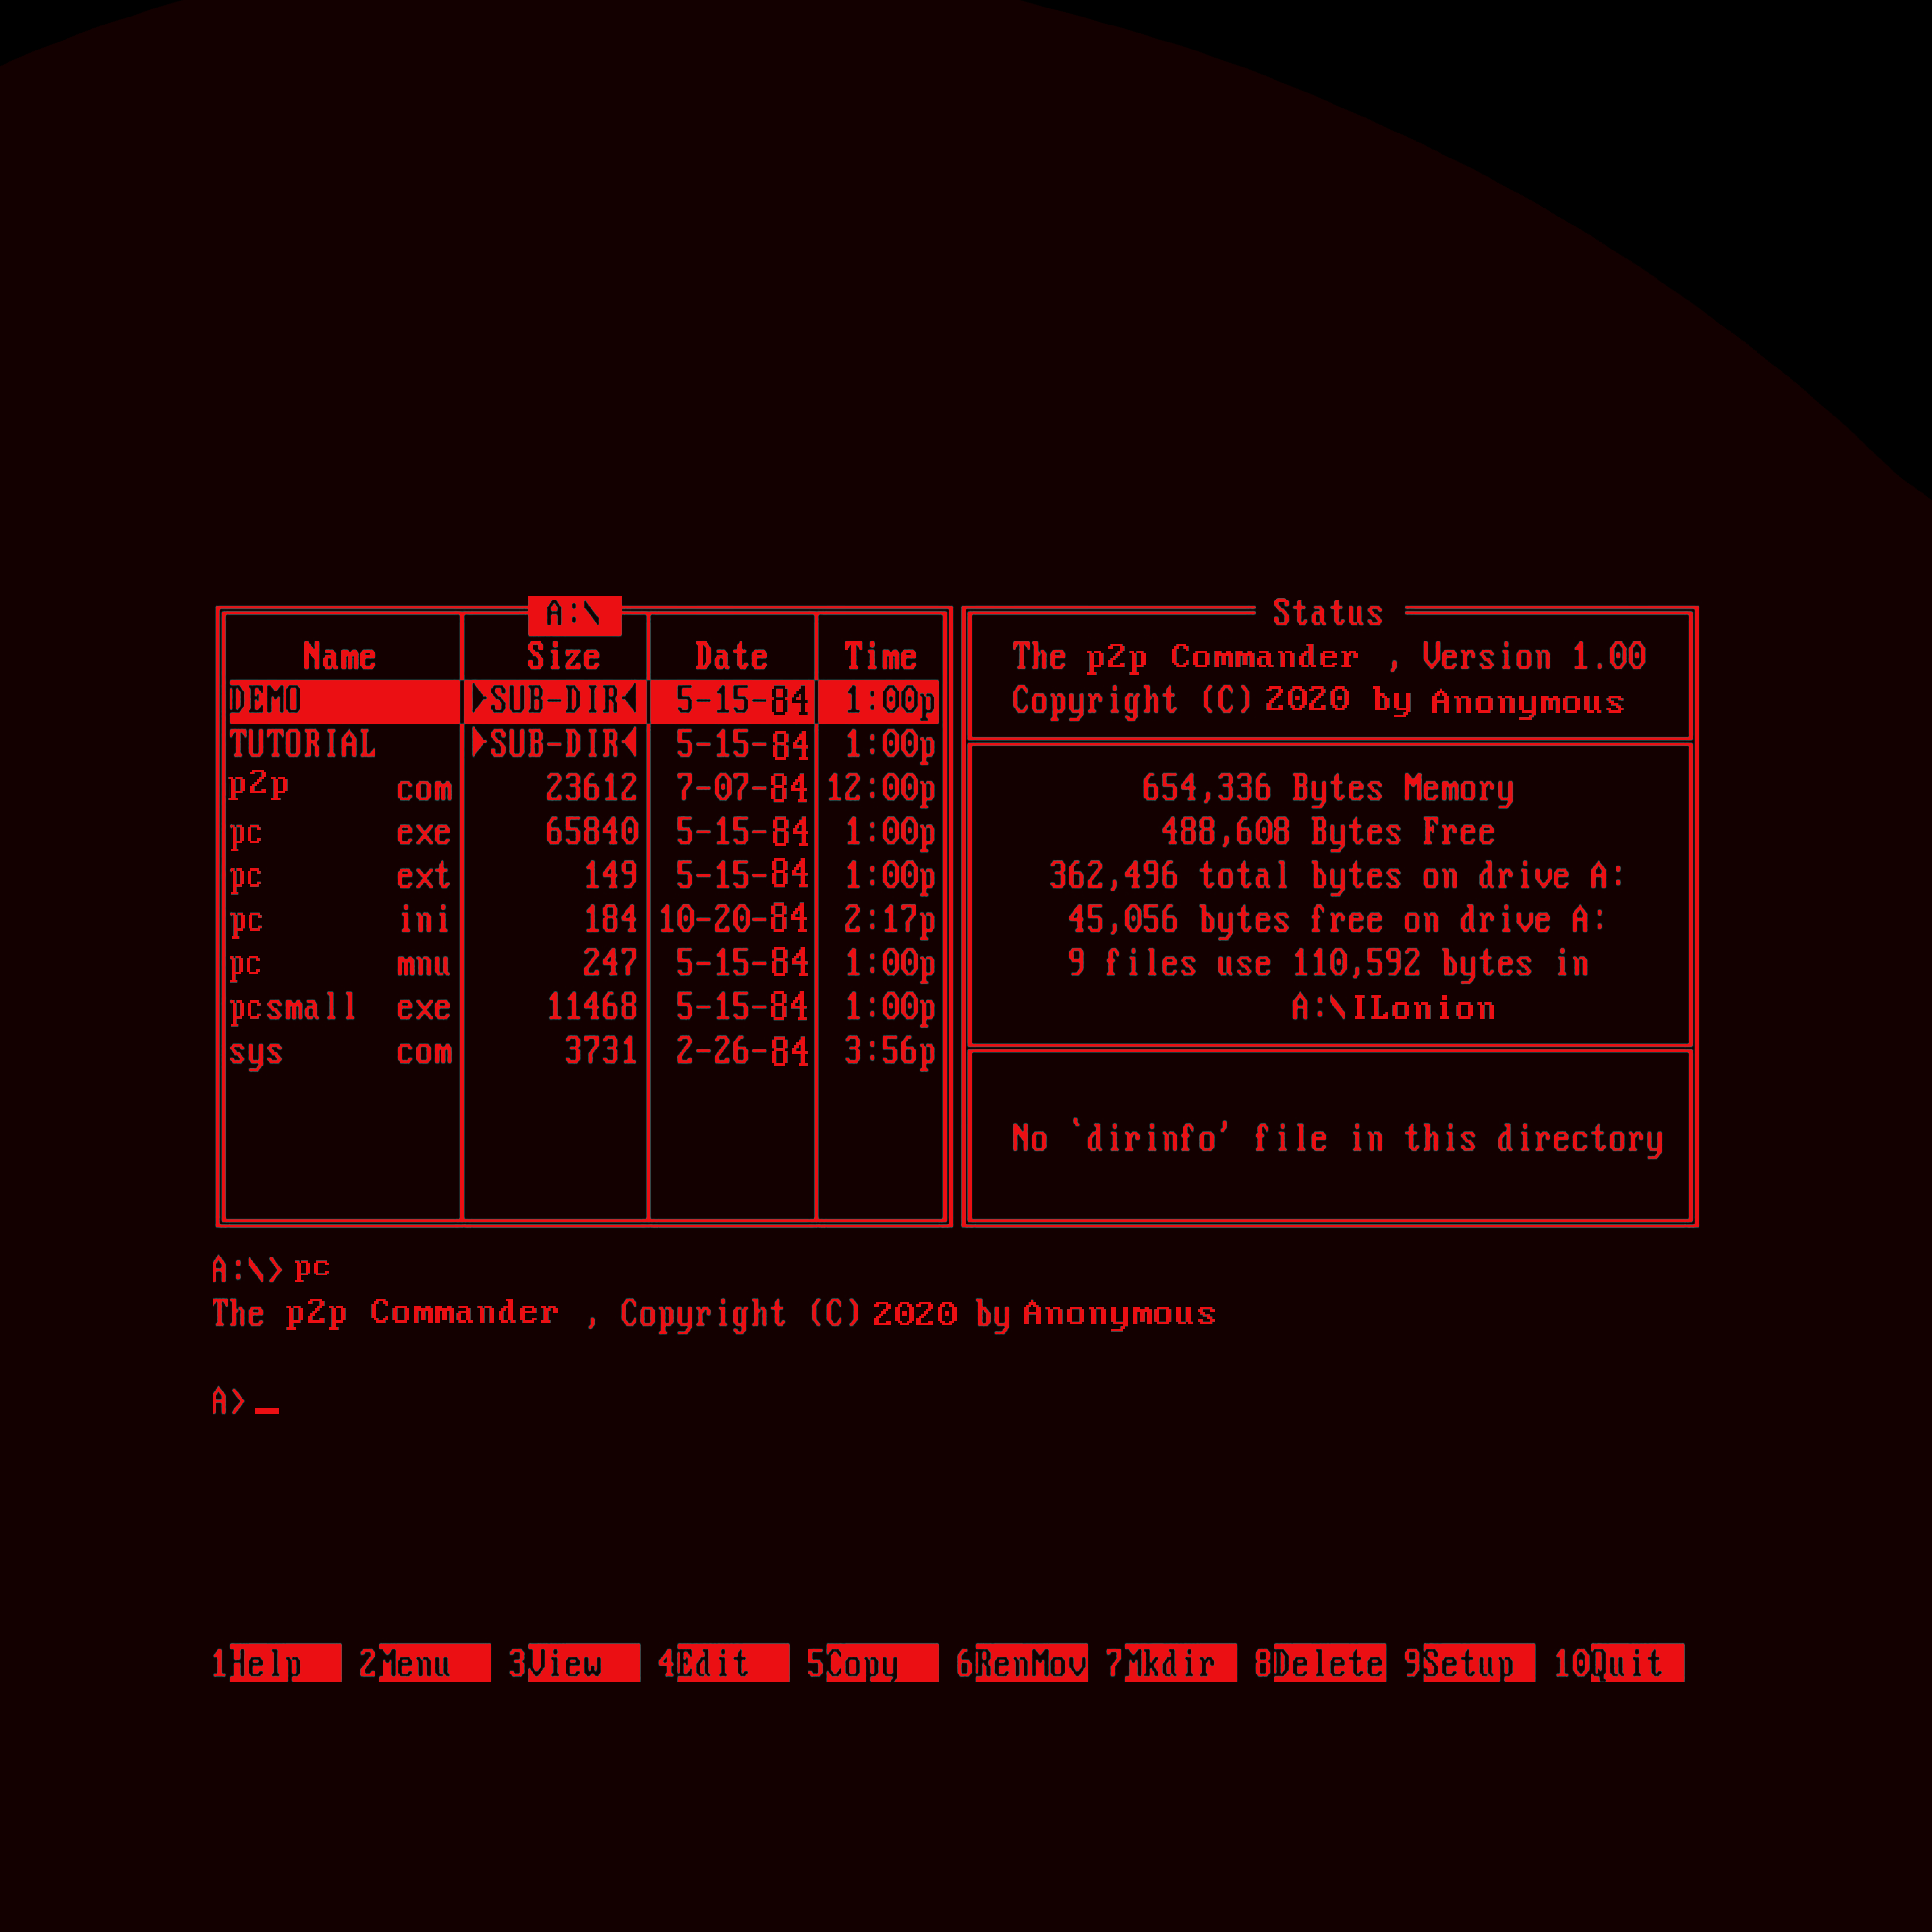 A:\
Name Size Date Time
DEMO ►SUB-DIR◄ 5-15-84 1:00p
TUTORIAL ►SUB-DIR◄ 5-15-84 1:00p
p2p com 23612 7-07-84 12:00p
pc exe 65840 5-15-84 1:00p
pc ext 149 5-15-84 1:00p
pc ini 184 10-20-84 2:17p
pc mnu 247 5-15-84 1:00p
pcsmall exe 11468 5-15-84 1:00p
sys com 3731 2-26-84 3:56p
Status
The p2p Commander , Version 1.00
Copyright (C) 2020 by Anonymous
654,336 Bytes Memory
488,608 Bytes Free
362,496 total bytes on drive A:
45,056 bytes free on drive A:
9 files use 110,592 bytes in
A:\ILonion
No `dirinfo' file in this directory
A:\> pc
The p2p Commander , Copyright (C) 2020 by Anonymous
A>_
1Help 2Menu 3View 4Edit 5Copy 6RenMov 7Mkdir 8Delete 9Setup 10Quit